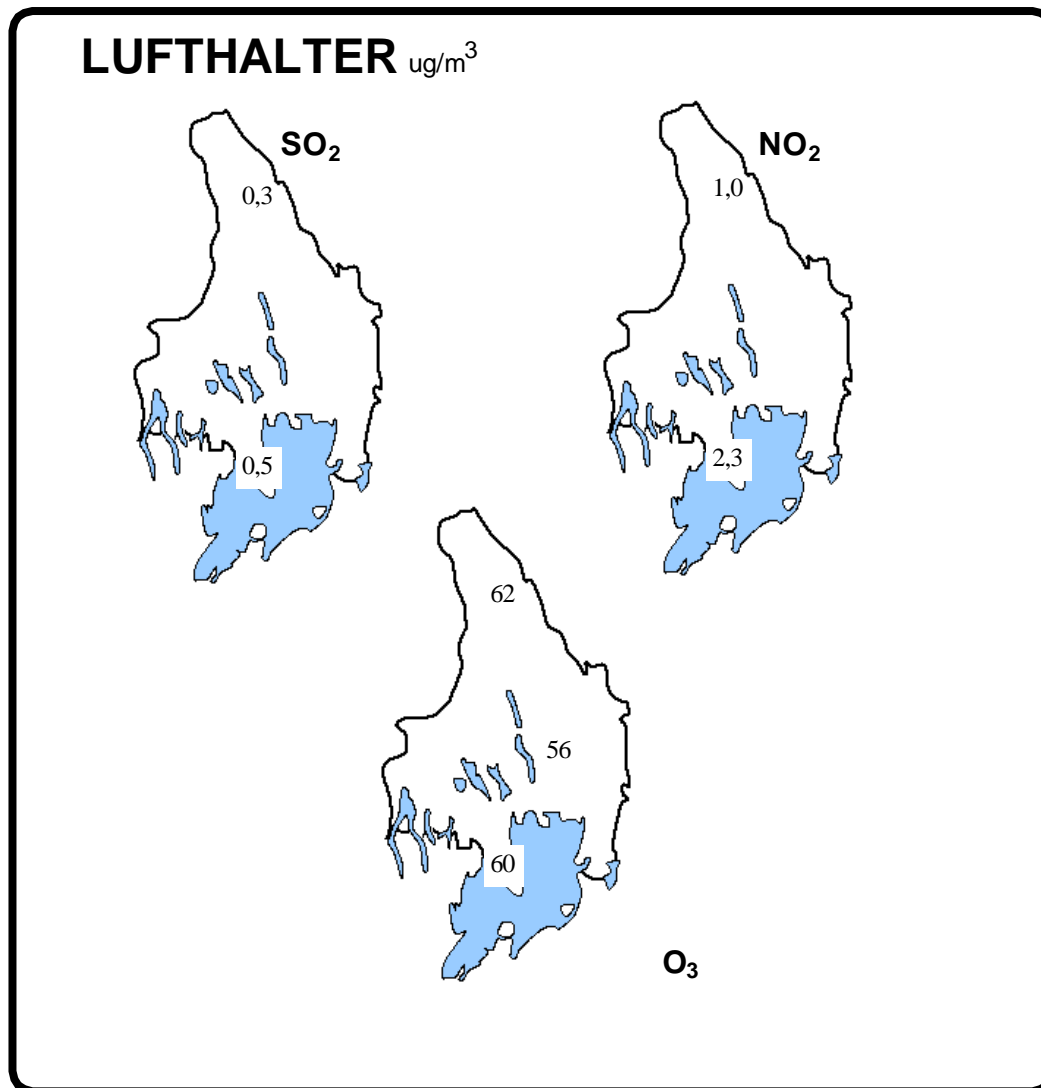 LUFTHALTER ug/m³
SO₂
0,3
0,5
NO₂
1,0
2,3
62
56
60
O₃